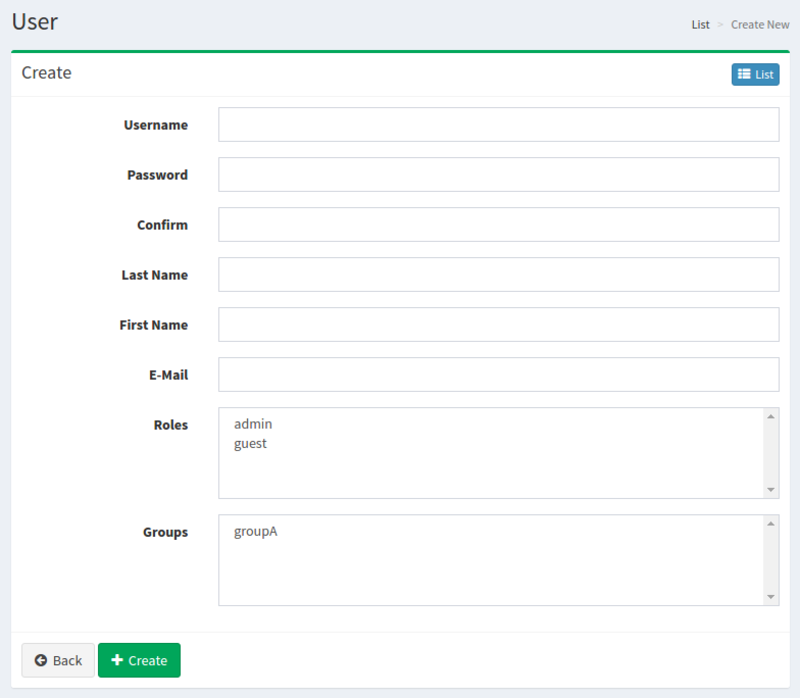 User
List > Create New
Create
List
Username
Password
Confirm
Last Name
First Name
E-Mail
Roles
admin
guest
Groups
groupA
Back
Create